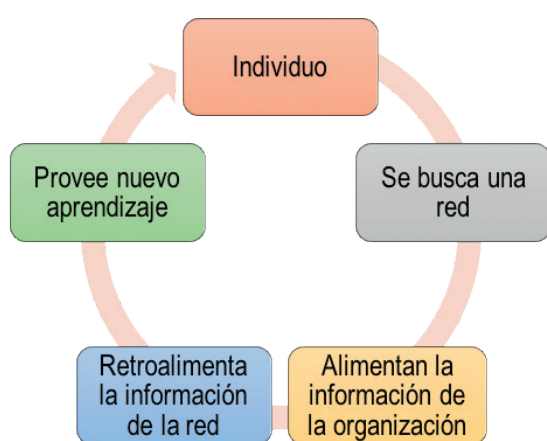 Individuo
Se busca una
red
Alimentan la
información de
la organización
Retroalimenta
la información
de la red
Provee nuevo
aprendizaje